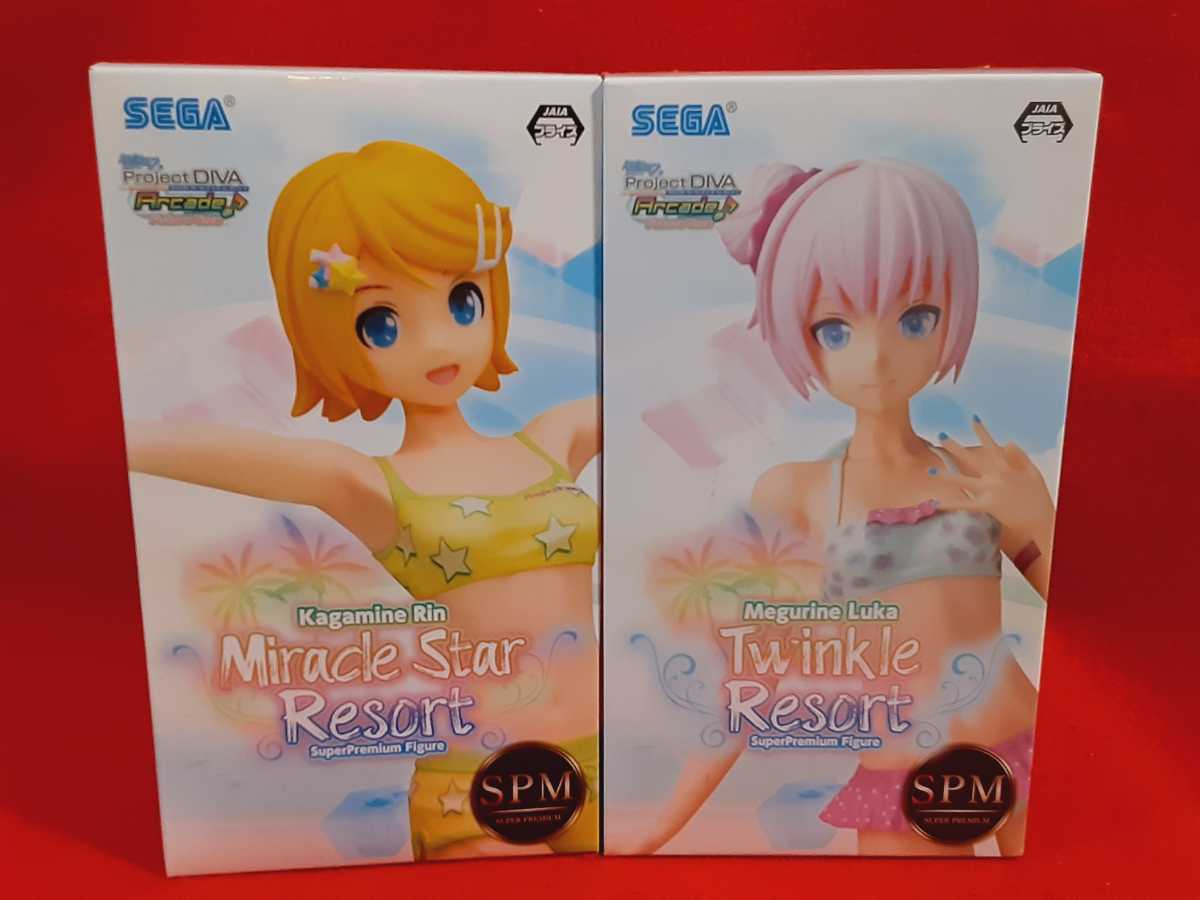 SEGA®
JAIA
プライズ
Project DIVA
Arcade
Kagamine Rin
Miracle Star
Resort
SuperPremium Figure
SPM
SUPER PREMIUM
SEGA®
JAIA
プライズ
Project DIVA
Arcade
Megurine Luka
Twinkle
Resort
SuperPremium Figure
SPM
SUPER PREMIUM